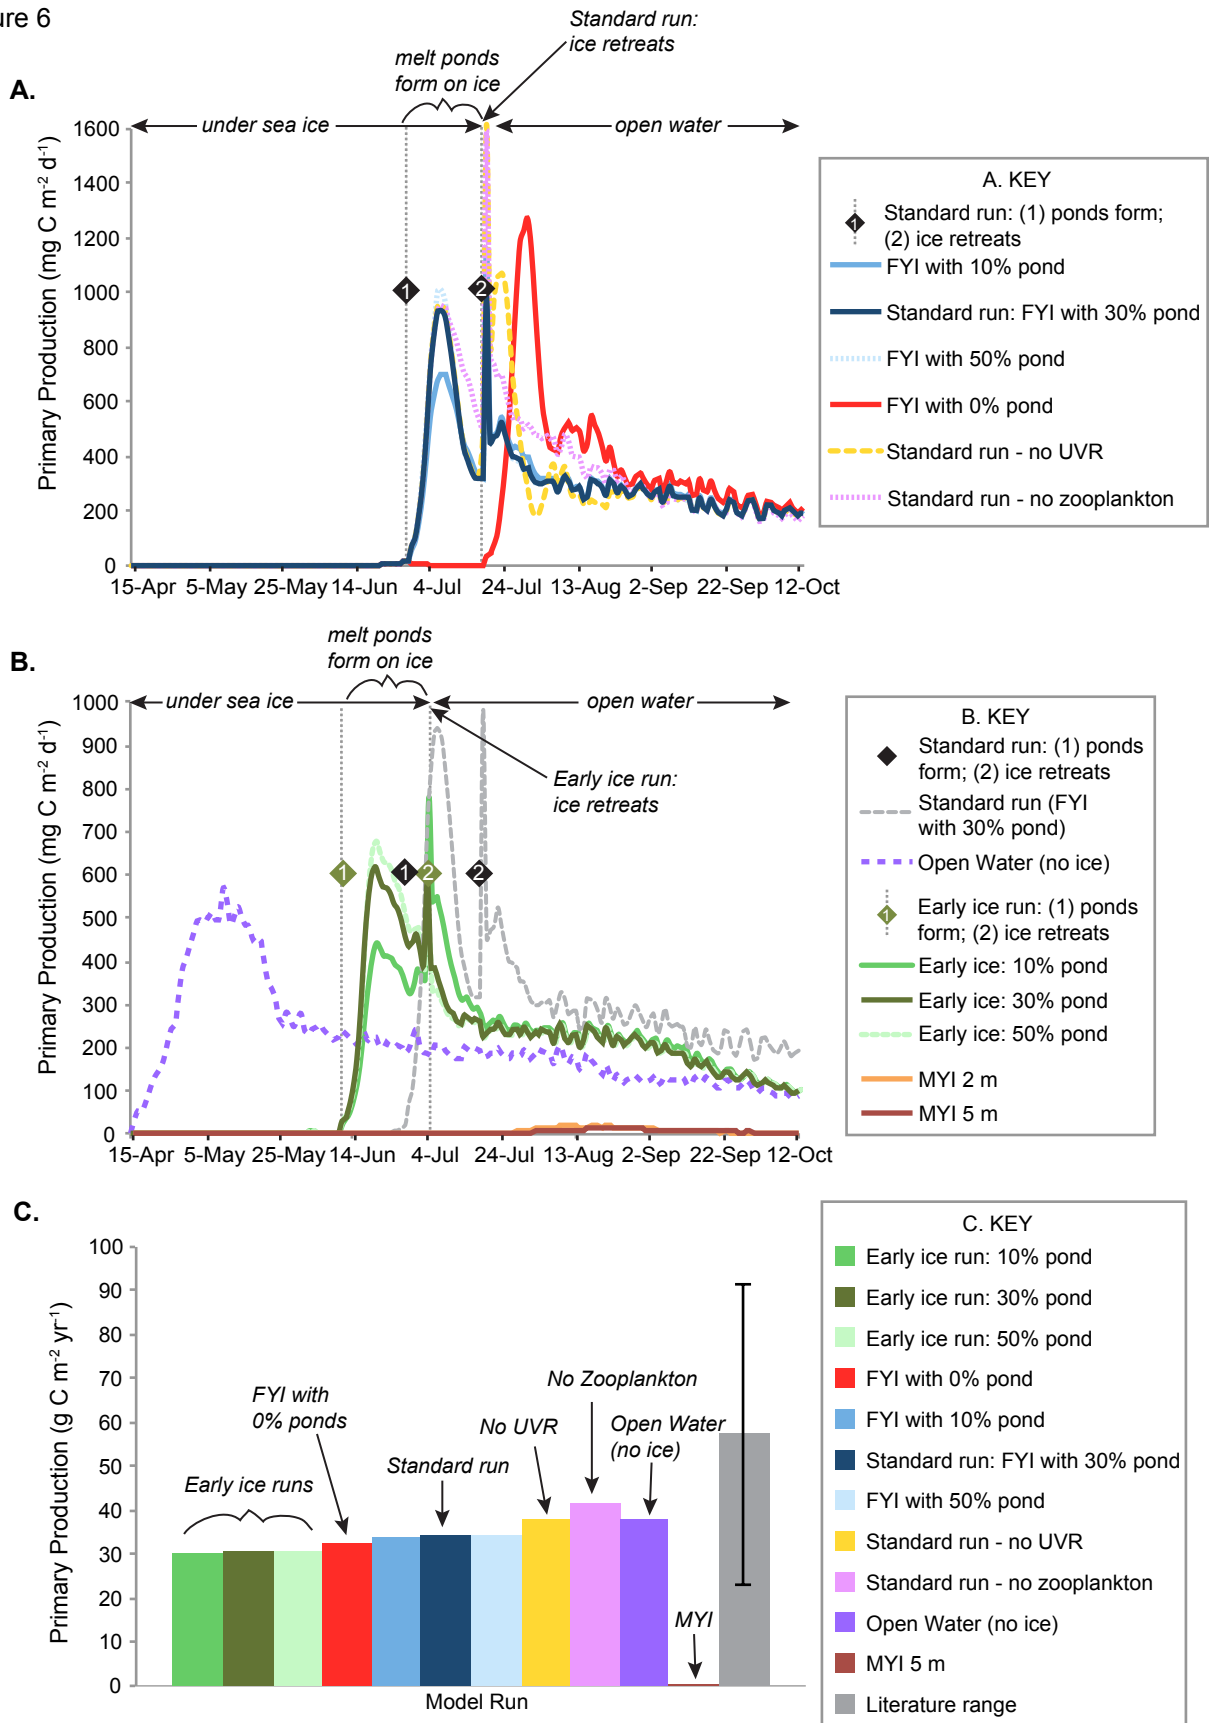 ure 6
Standard run:
ice retreats
melt ponds
form on ice
A.
under sea ice
open water
Primary Production (mg C m-2 d-1)
1600
1400
1200
1000
800
600
400
200
0
15-Apr 5-May 25-May 14-Jun 4-Jul 24-Jul 13-Aug 2-Sep 22-Sep 12-Oct
1
2
A. KEY
1
Standard run: (1) ponds form;
(2) ice retreats
FYI with 10% pond
Standard run: FYI with 30% pond
FYI with 50% pond
FYI with 0% pond
Standard run - no UVR
Standard run - no zooplankton
melt ponds
form on ice
B.
under sea ice
open water
Early ice run:
ice retreats
Primary Production (mg C m-2 d-1)
1000
900
800
700
600
500
400
300
200
100
0
15-Apr 5-May 25-May 14-Jun 4-Jul 24-Jul 13-Aug 2-Sep 22-Sep 12-Oct
1
1
2
2
B. KEY
Standard run: (1) ponds
form; (2) ice retreats
Standard run (FYI
with 30% pond)
Open Water (no ice)
1
Early ice run: (1) ponds
form; (2) ice retreats
Early ice: 10% pond
Early ice: 30% pond
Early ice: 50% pond
MYI 2 m
MYI 5 m
C.
Primary Production (g C m-2 yr-1)
100
90
80
70
60
50
40
30
20
10
0
Early ice runs
FYI with
0% ponds
Standard run
No UVR
No Zooplankton
Open Water
(no ice)
MYI
Model Run
C. KEY
Early ice run: 10% pond
Early ice run: 30% pond
Early ice run: 50% pond
FYI with 0% pond
FYI with 10% pond
Standard run: FYI with 30% pond
FYI with 50% pond
Standard run - no UVR
Standard run - no zooplankton
Open Water (no ice)
MYI 5 m
Literature range